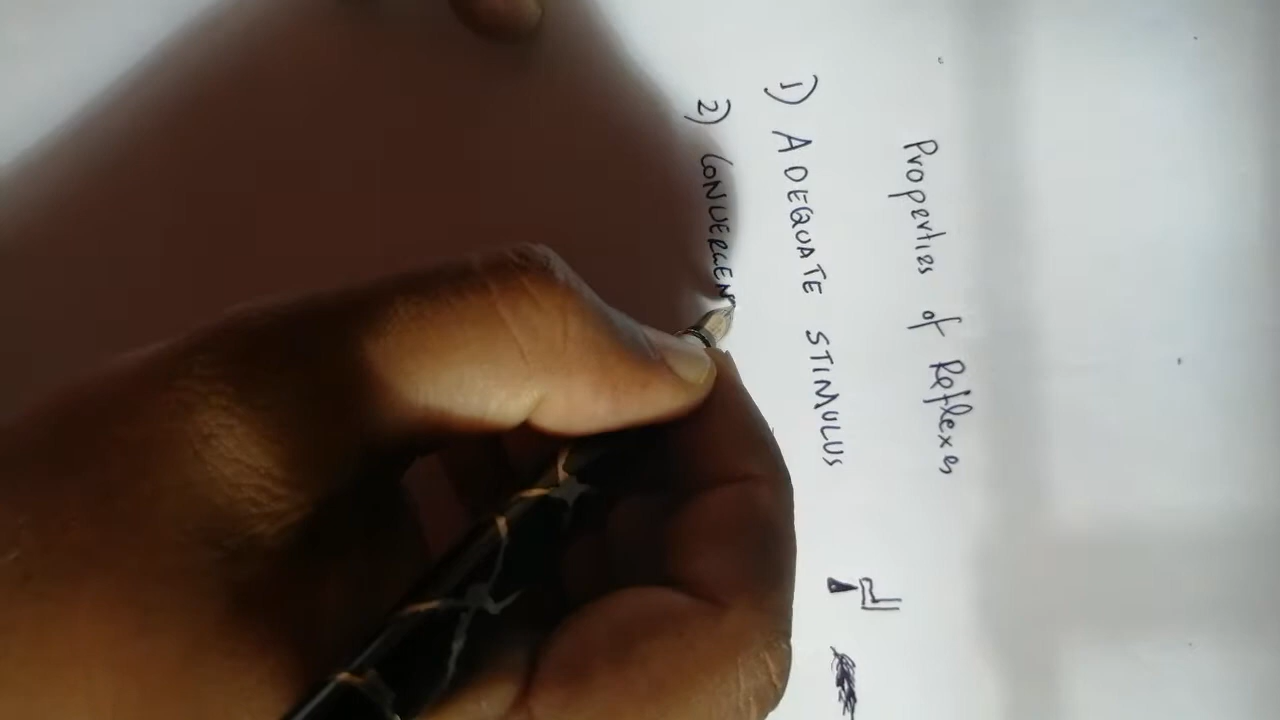 Properties of Reflexes
1) ADEQUATE STIMULUS
2) CONVERGEN